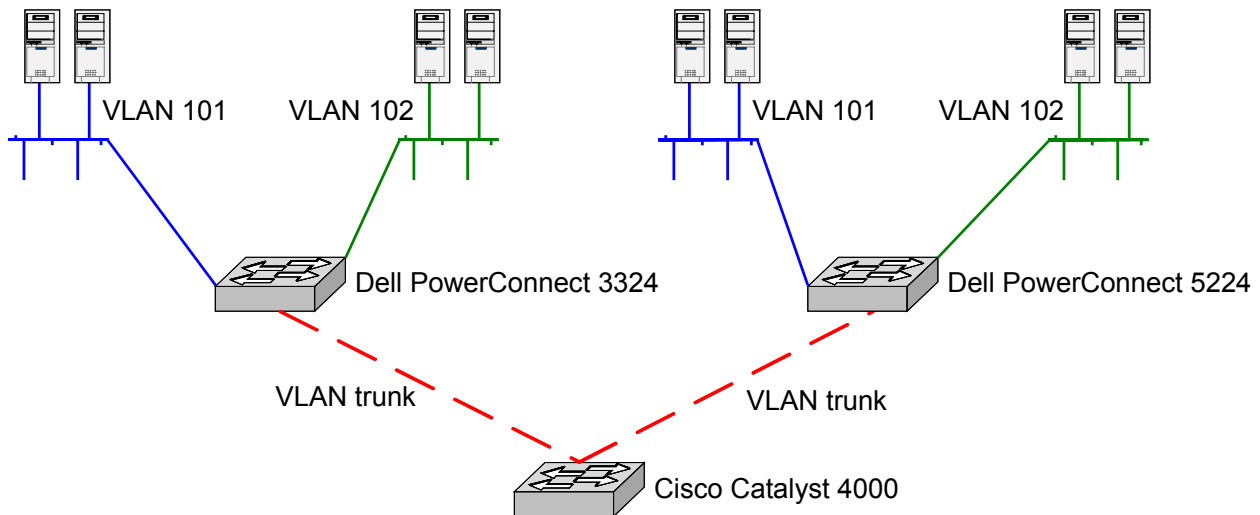 VLAN 101
VLAN 102
VLAN 101
VLAN 102
Dell PowerConnect 3324
Dell PowerConnect 5224
VLAN trunk
VLAN trunk
Cisco Catalyst 4000